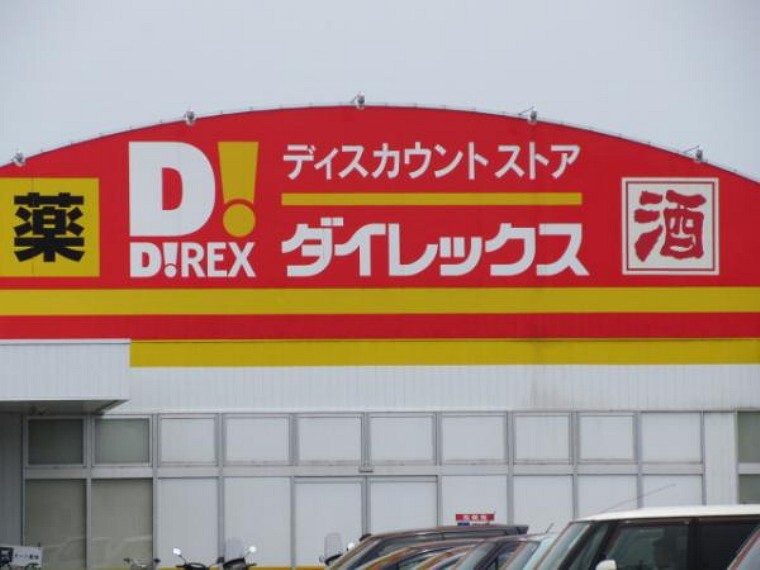 薬
D!
D!REX
ディスカウント ストア
ダイレックス
酒